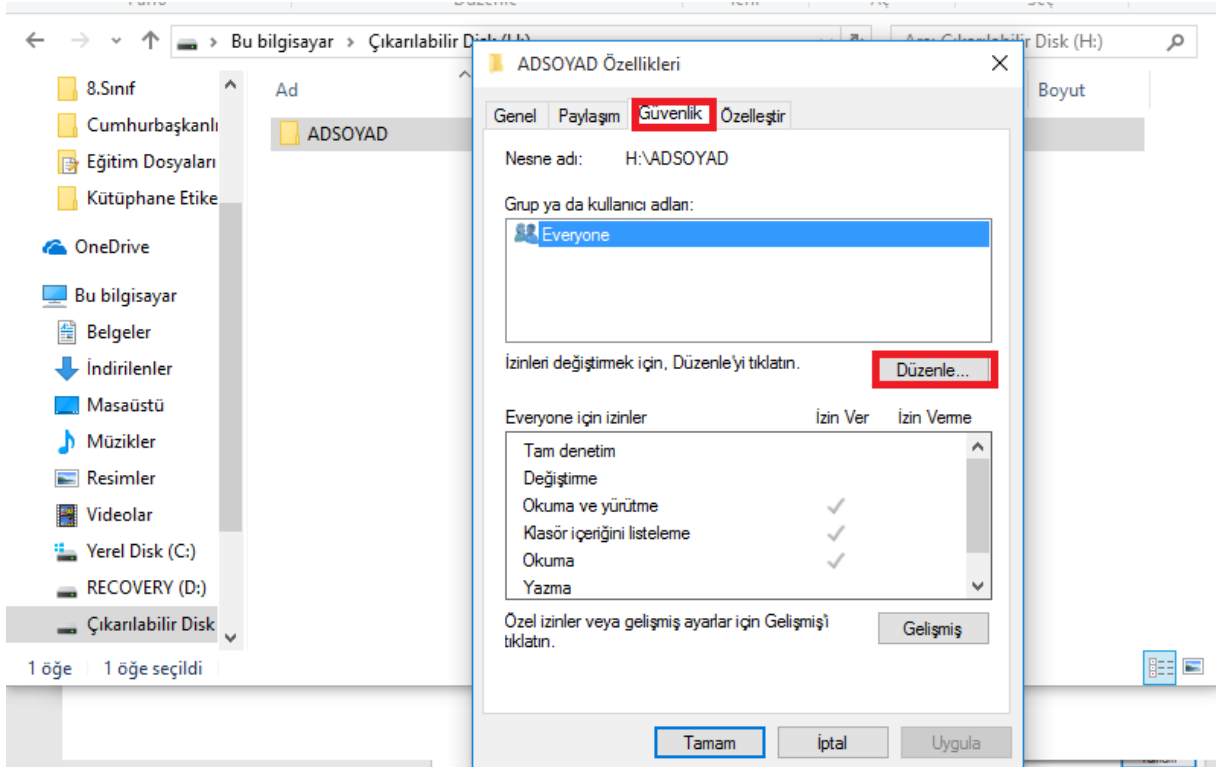 Bu bilgisayar > Çıkarılabilir Disk (H:)
Disk (H:)
8.Sınıf
Cumhurbaşkanlı
Eğitim Dosyaları
Kütüphane Etike
OneDrive
Bu bilgisayar
Belgeler
İndirilenler
Masaüstü
Müzikler
Resimler
Videolar
Yerel Disk (C:)
RECOVERY (D:)
Çıkarılabilir Disk
1 öğe 1 öğe seçildi
Ad Boyut
ADSOYAD
ADSOYAD Özellikleri
Genel Paylaşım Güvenlik Özelleştir
Nesne adı: H:\ADSOYAD
Grup ya da kullanıcı adları:
Everyone
İzinleri değiştirmek için, Düzenle'yi tıklatın.
Düzenle...
Everyone için izinler İzin Ver İzin Verme
Tam denetim
Değiştirme
Okuma ve yürütme
Klasör içeriğini listeleme
Okuma
Yazma
Özel izinler veya gelişmiş ayarlar için Gelişmiş'i
tıklatın.
Gelişmiş
Tamam İptal Uygula